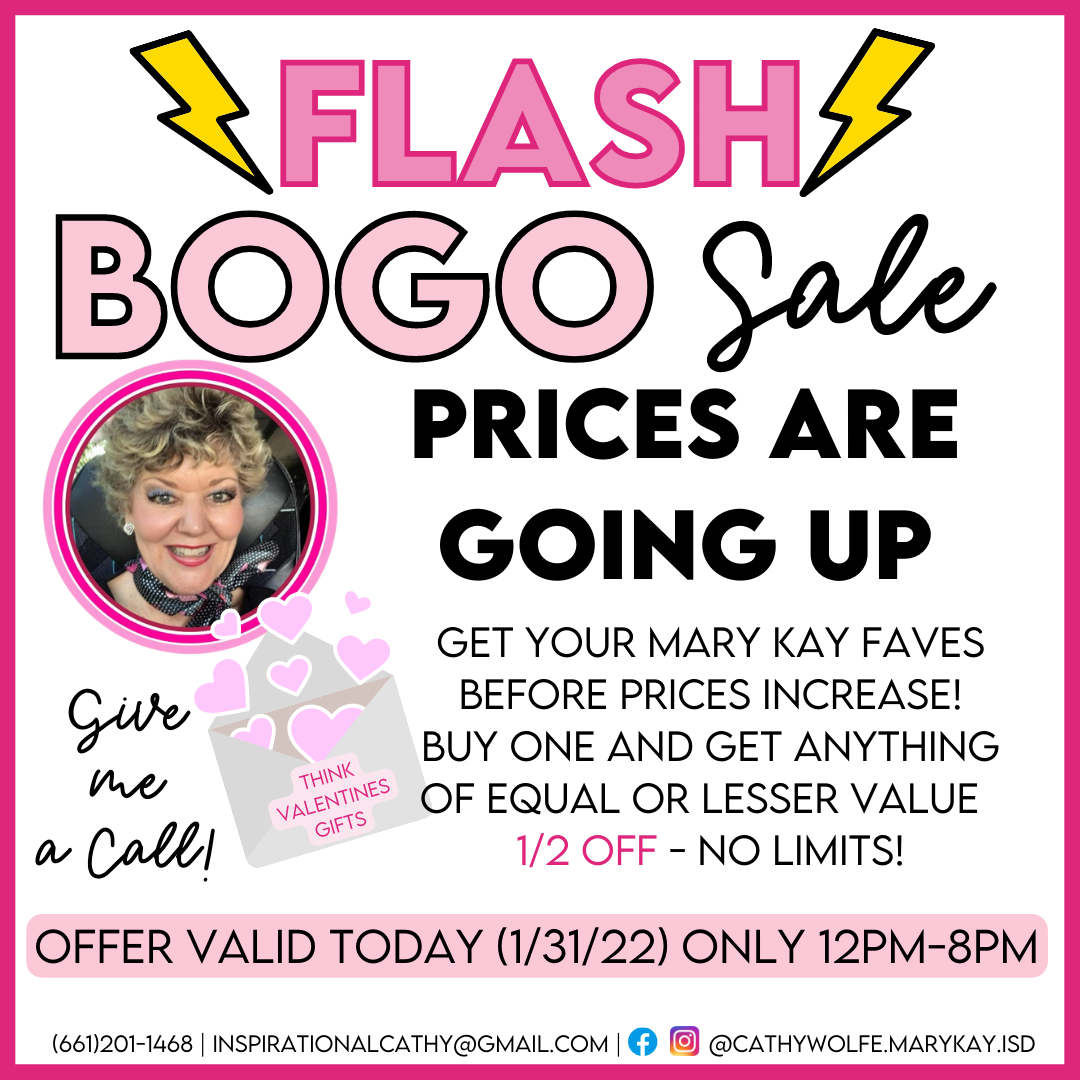 FLASH
BOGO Sale
PRICES ARE
GOING UP
GET YOUR MARY KAY FAVES
BEFORE PRICES INCREASE!
BUY ONE AND GET ANYTHING
OF EQUAL OR LESSER VALUE
1/2 OFF - NO LIMITS!
Give
me
a Call!
THINK
VALENTINES
GIFTS
OFFER VALID TODAY (1/31/22) ONLY 12PM-8PM
(661)201-1468 | INSPIRATIONALCATHY@GMAIL.COM | @CATHYWOLFE.MARYKAY.ISD